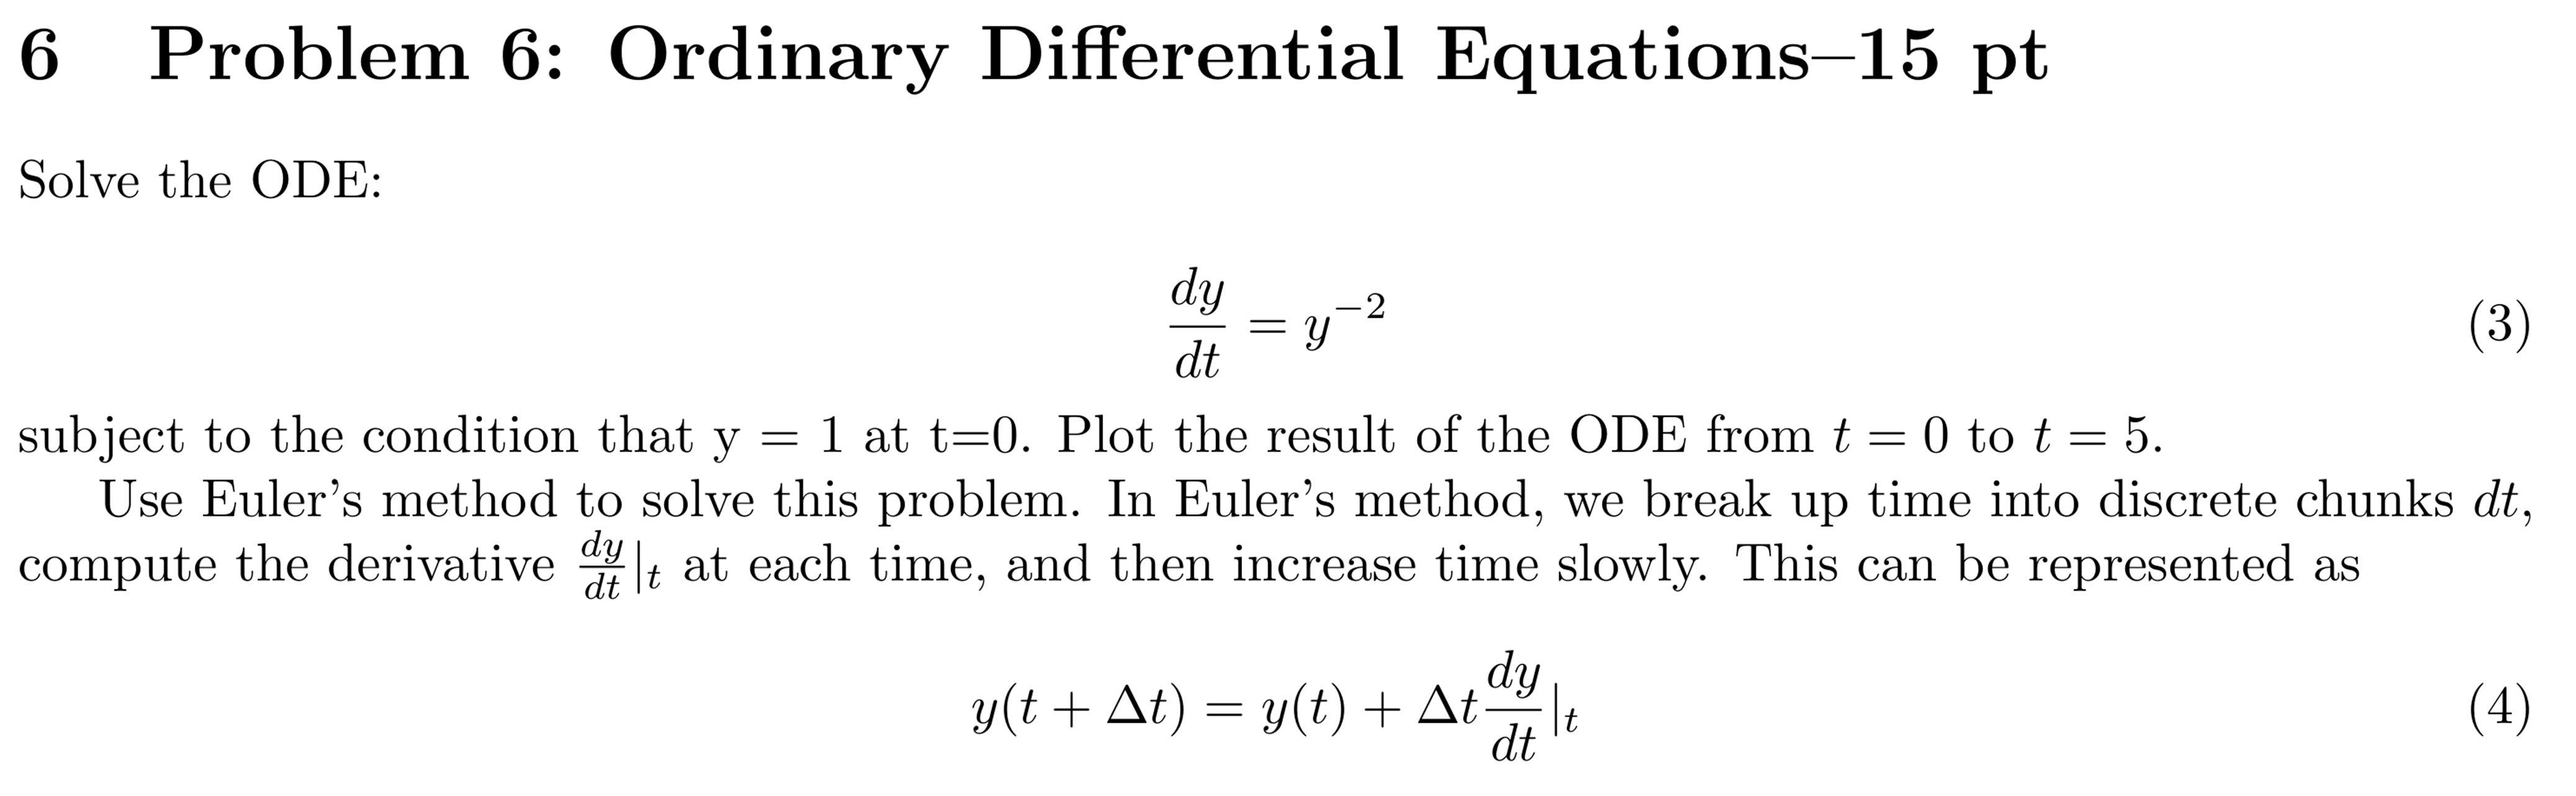 6 Problem 6: Ordinary Differential Equations–15 pt
Solve the ODE:
\frac{dy}{dt} = y^{-2} (3)
subject to the condition that y = 1 at t=0. Plot the result of the ODE from t = 0 to t = 5.
Use Euler's method to solve this problem. In Euler's method, we break up time into discrete chunks dt,
compute the derivative \frac{dy}{dt}|_t at each time, and then increase time slowly. This can be represented as
y(t + Δt) = y(t) + Δt\frac{dy}{dt}|_t (4)